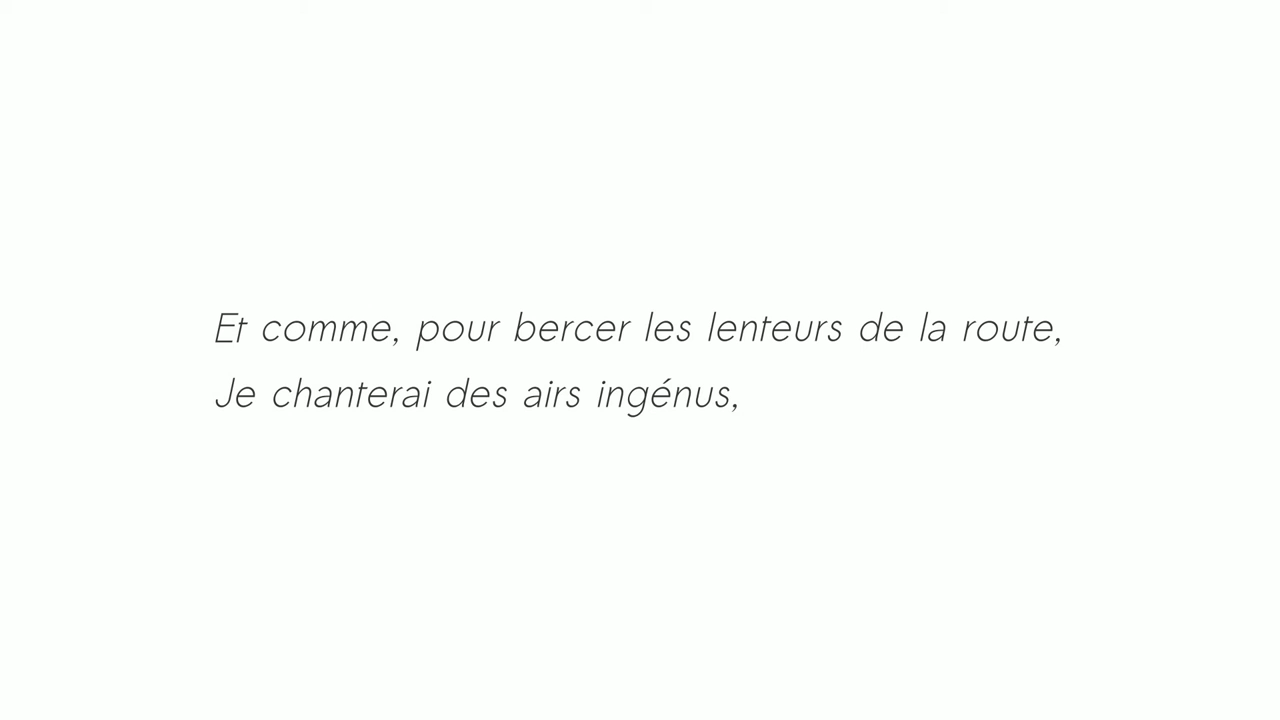 Et comme, pour bercer les lenteurs de la route,
Je chanterai des airs ingénus,